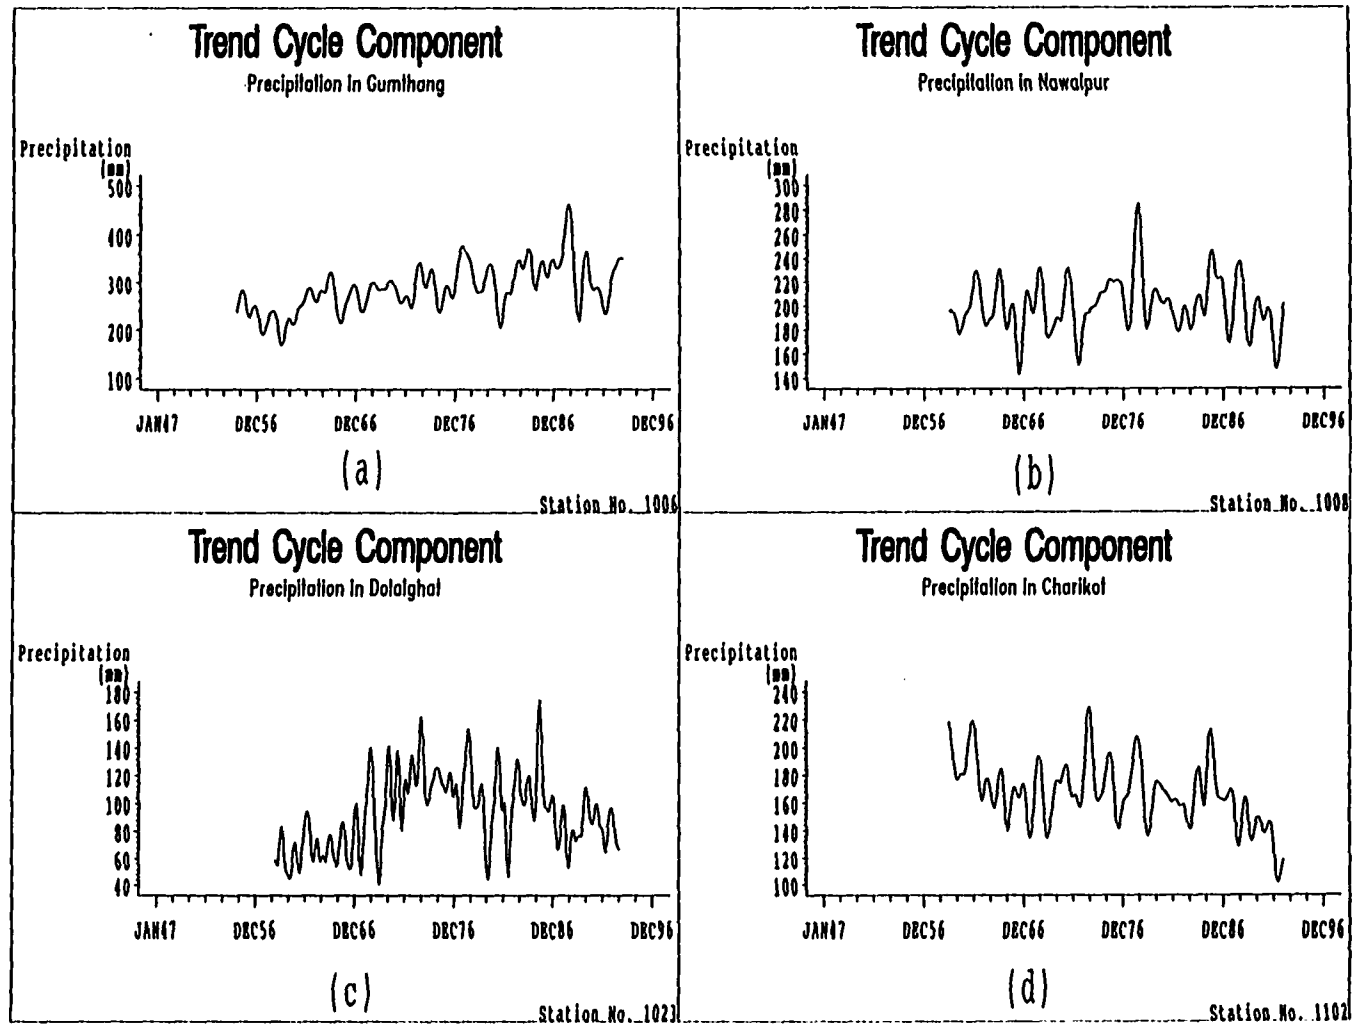 Trend Cycle Component
Precipitation in Gumthang
Precipitation
(mm)
500
400
300
200
100
JAN47 DEC56 DEC66 DEC76 DEC86 DEC96
(a)
Station No. 1006
Trend Cycle Component
Precipitation in Nawalpur
Precipitation
(mm)
300
280
260
240
220
200
180
160
140
JAN47 DEC56 DEC66 DEC76 DEC86 DEC96
(b)
Station No. 1008
Trend Cycle Component
Precipitation in Dolalghat
Precipitation
(mm)
180
160
140
120
100
80
60
40
JAN47 DEC56 DEC66 DEC76 DEC86 DEC96
(c)
Station No. 1023
Trend Cycle Component
Precipitation in Charikot
Precipitation
(mm)
240
220
200
180
160
140
120
100
JAN47 DEC56 DEC66 DEC76 DEC86 DEC96
(d)
Station No. 1102